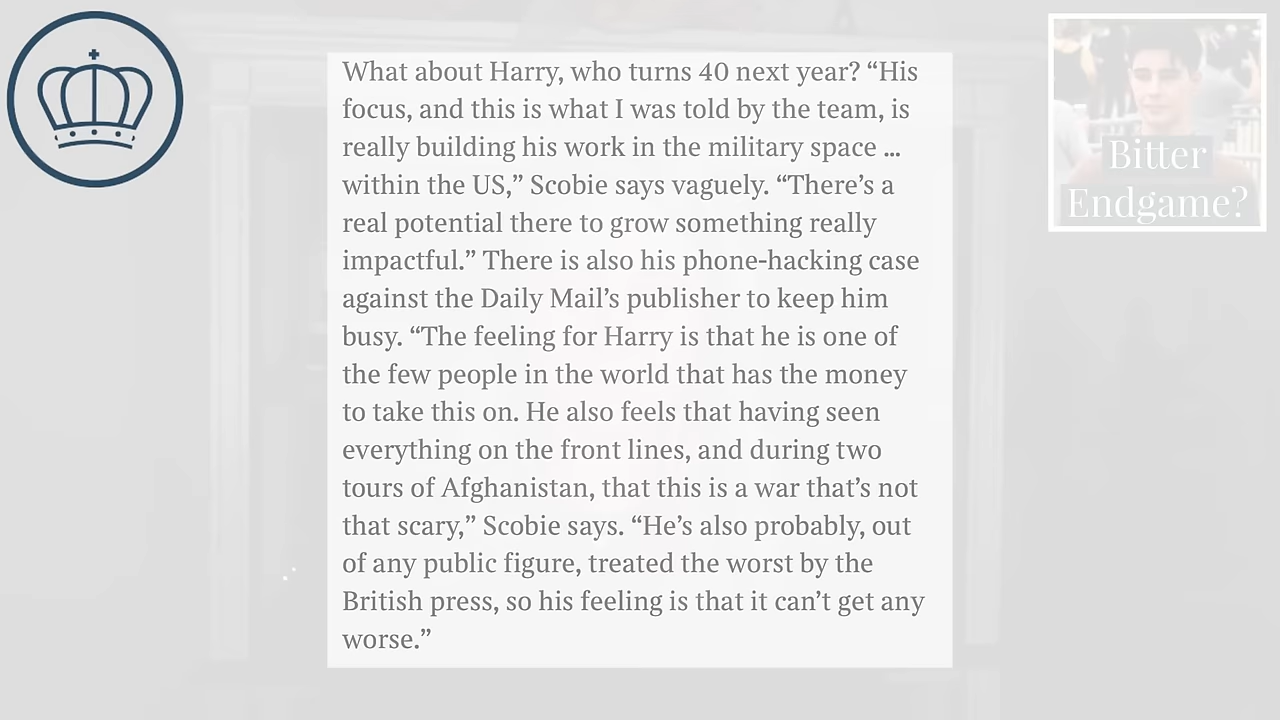 What about Harry, who turns 40 next year? “His
focus, and this is what I was told by the team, is
really building his work in the military space ...
within the US,” Scobie says vaguely. “There’s a
real potential there to grow something really
impactful.” There is also his phone-hacking case
against the Daily Mail’s publisher to keep him
busy. “The feeling for Harry is that he is one of
the few people in the world that has the money
to take this on. He also feels that having seen
everything on the front lines, and during two
tours of Afghanistan, that this is a war that’s not
that scary,” Scobie says. “He’s also probably, out
of any public figure, treated the worst by the
British press, so his feeling is that it can’t get any
worse.”
Bitter
Endgame?